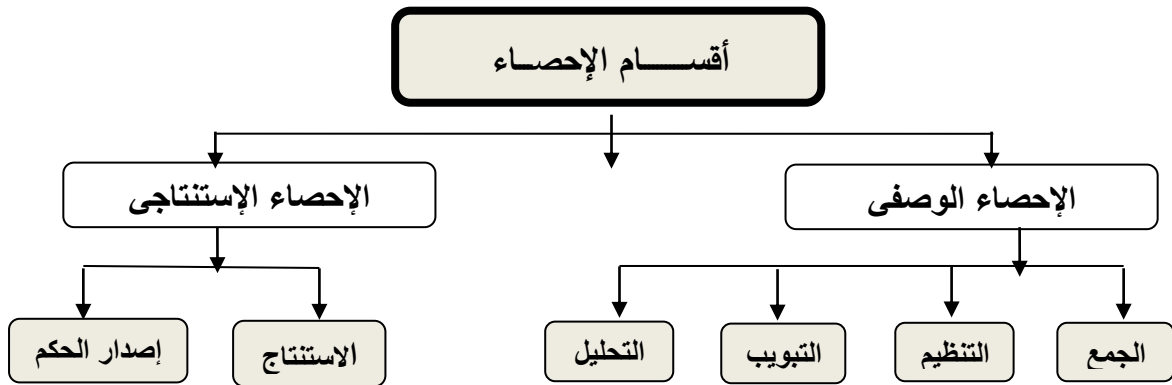 أقســـــام الإحصــاء
الإحصاء الوصفى
الإحصاء الإستنتاجى
الجمع
التنظيم
التبويب
التحليل
الاستنتاج
إصدار الحكم